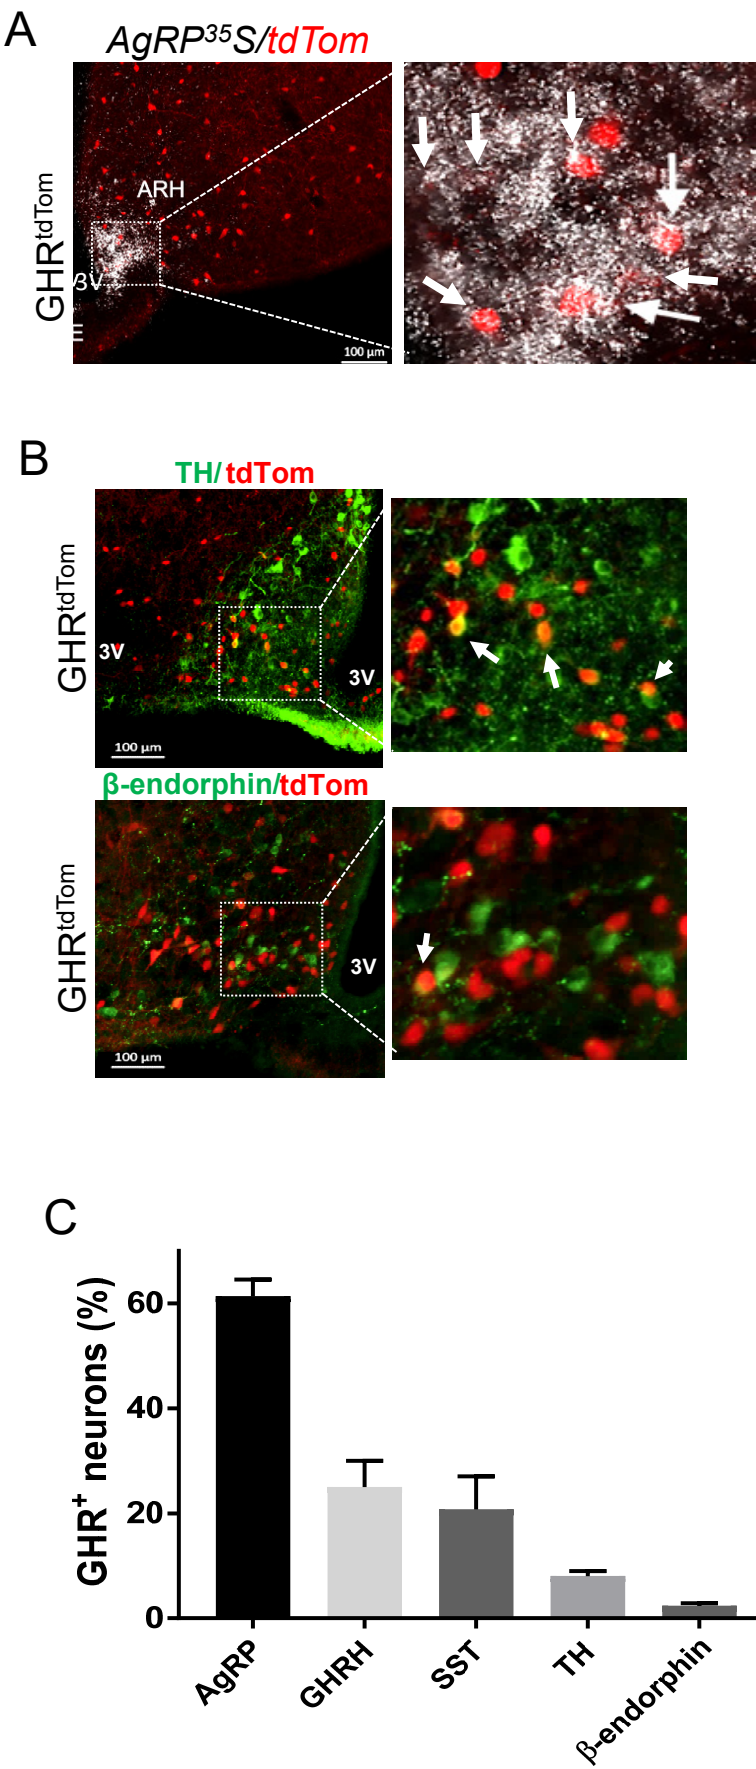 A
AgRP³⁵S/tdTom
GHRtdTom
ARH
3V
E
100 µm
B
TH/tdTom
GHRtdTom
3V
3V
100 µm
β-endorphin/tdTom
GHRtdTom
3V
100 µm
C
GHR⁺ neurons (%)
60
40
20
0
AgRP
GHRH
SST
TH
β-endorphin